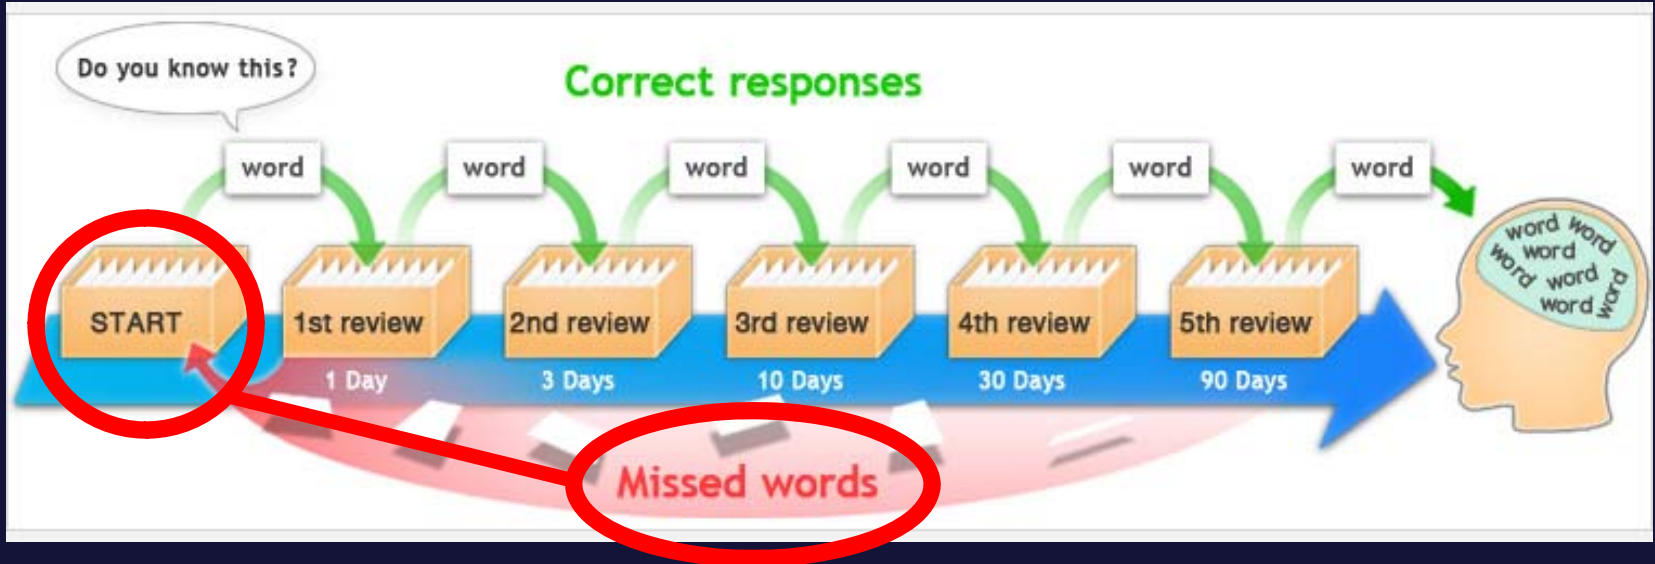 Do you know this?
Correct responses
word word word word word word
START 1st review 2nd review 3rd review 4th review 5th review
1 Day 3 Days 10 Days 30 Days 90 Days
Missed words
word word
word
word word word
word word